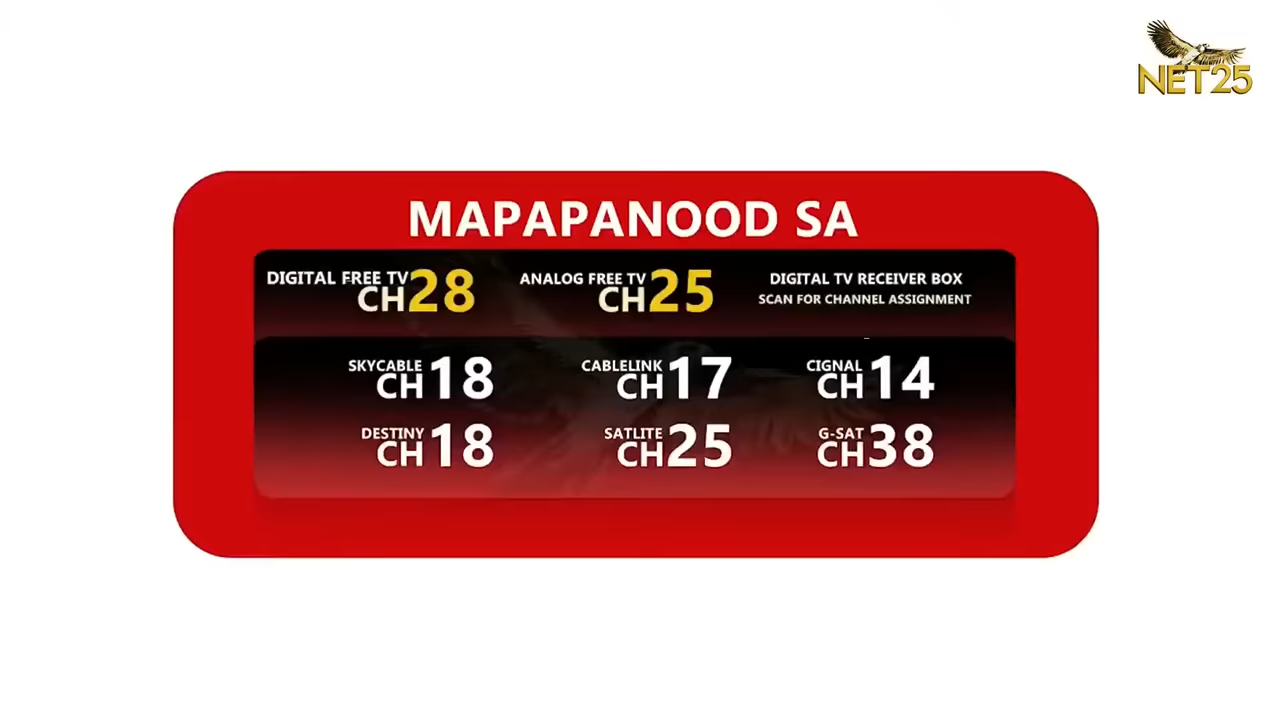 NET25
MAPAPANOOD SA
DIGITAL FREE TV CH28
ANALOG FREE TV CH25
DIGITAL TV RECEIVER BOX
SCAN FOR CHANNEL ASSIGNMENT
SKYCABLE CH18
CABLELINK CH17
CIGNAL CH14
DESTINY CH18
SATLITE CH25
G-SAT CH38